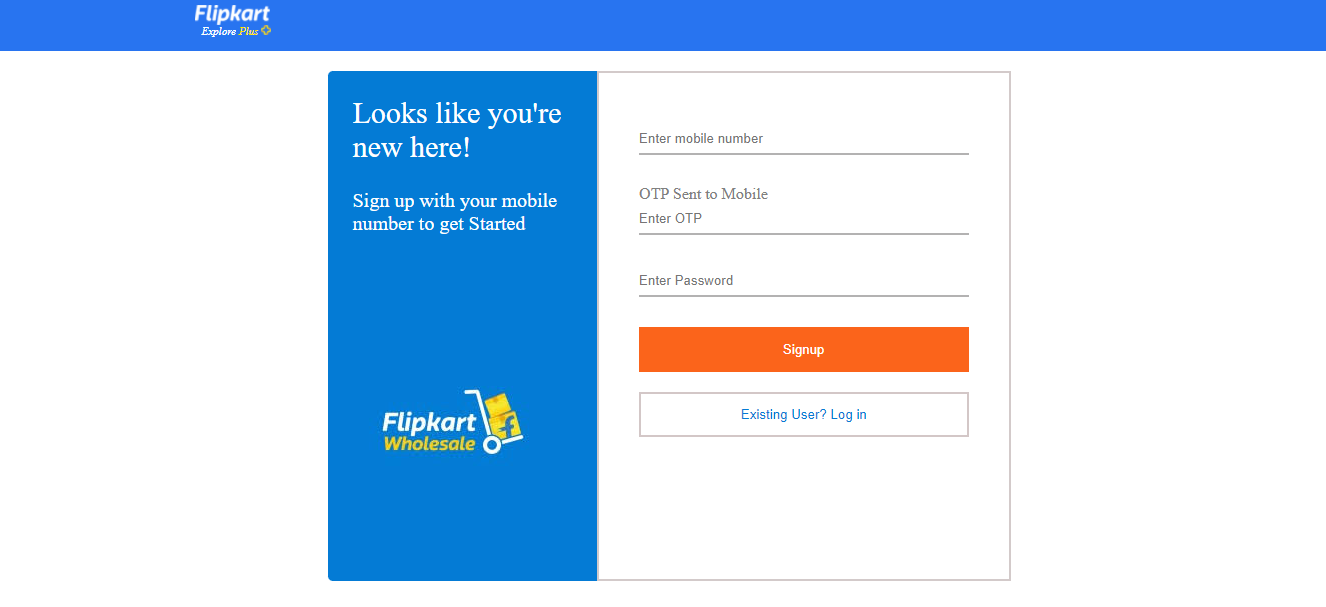 Flipkart
Explore Plus
Looks like you're
new here!
Sign up with your mobile
number to get Started
Flipkart
Wholesale
f
Enter mobile number
OTP Sent to Mobile
Enter OTP
Enter Password
Signup
Existing User? Log in